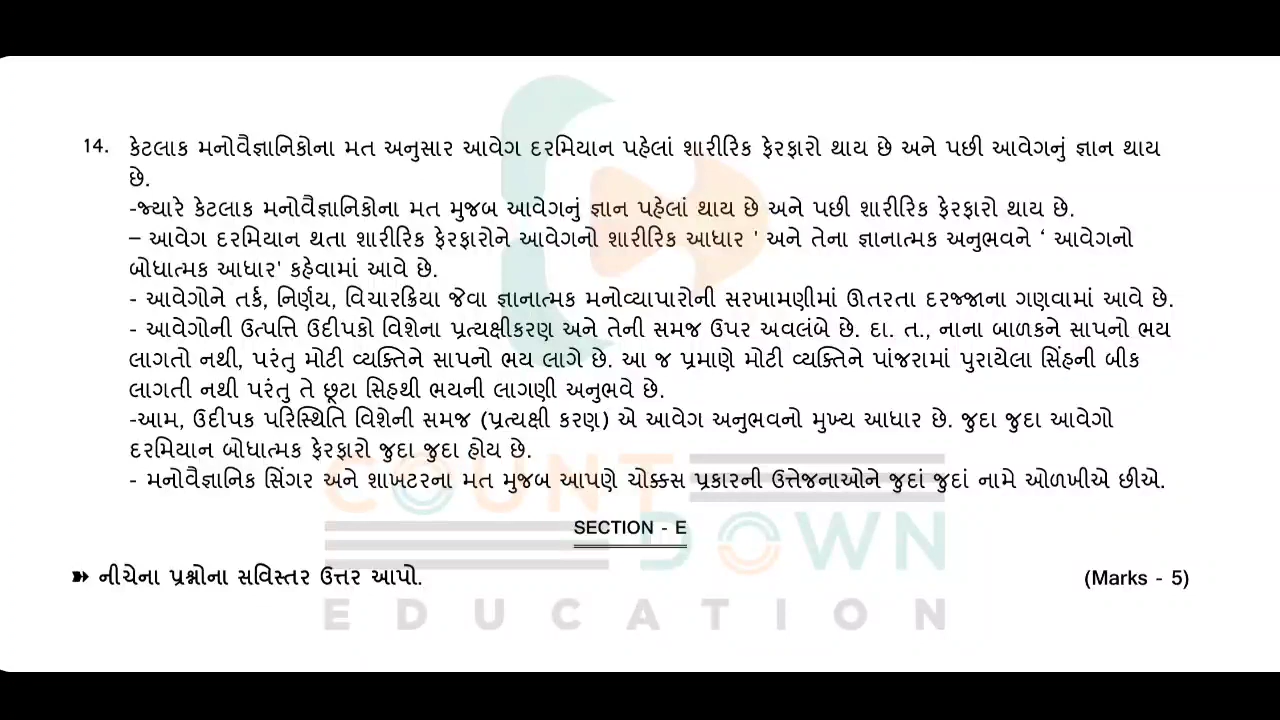 14. કેટલાક મનોવૈજ્ઞાનિકોના મત અનુસાર આવેગ દરમિયાન પહેલાં શારીરિક ફેરફારો થાય છે અને પછી આવેગનું જ્ઞાન થાય
છે.
-જ્યારે કેટલાક મનોવૈજ્ઞાનિકોના મત મુજબ આવેગનું જ્ઞાન પહેલાં થાય છે અને પછી શારીરિક ફેરફારો થાય છે.
– આવેગ દરમિયાન થતા શારીરિક ફેરફારોને આવેગનો શારીરિક આધાર ' અને તેના જ્ઞાનાત્મક અનુભવને ‘ આવેગનો
બોધાત્મક આધાર' કહેવામાં આવે છે.
- આવેગોને તર્ક, નિર્ણય, વિચારક્રિયા જેવા જ્ઞાનાત્મક મનોવ્યાપારોની સરખામણીમાં ઊતરતા દરજ્જાના ગણવામાં આવે છે.
- આવેગોની ઉત્પત્તિ ઉદીપકો વિશેના પ્રત્યક્ષીકરણ અને તેની સમજ ઉપર અવલંબે છે. દા. ત., નાના બાળકને સાપનો ભય
લાગતો નથી, પરંતુ મોટી વ્યક્તિને સાપનો ભય લાગે છે. આ જ પ્રમાણે મોટી વ્યક્તિને પાંજરામાં પુરાયેલા સિંહની બીક
લાગતી નથી પરંતુ તે છૂટા સિહથી ભયની લાગણી અનુભવે છે.
-આમ, ઉદીપક પરિસ્થિતિ વિશેની સમજ (પ્રત્યક્ષી કરણ) એ આવેગ અનુભવનો મુખ્ય આધાર છે. જુદા જુદા આવેગો
દરમિયાન બોધાત્મક ફેરફારો જુદા જુદા હોય છે.
- મનોવૈજ્ઞાનિક સિંગર અને શાખટરના મત મુજબ આપણે ચોક્કસ પ્રકારની ઉત્તેજનાઓને જુદાં જુદાં નામે ઓળખીએ છીએ.
SECTION - E
➽ નીચેના પ્રશ્નોના સવિસ્તર ઉત્તર આપો. (Marks - 5)
COUNT
DOWN
EDUCATION